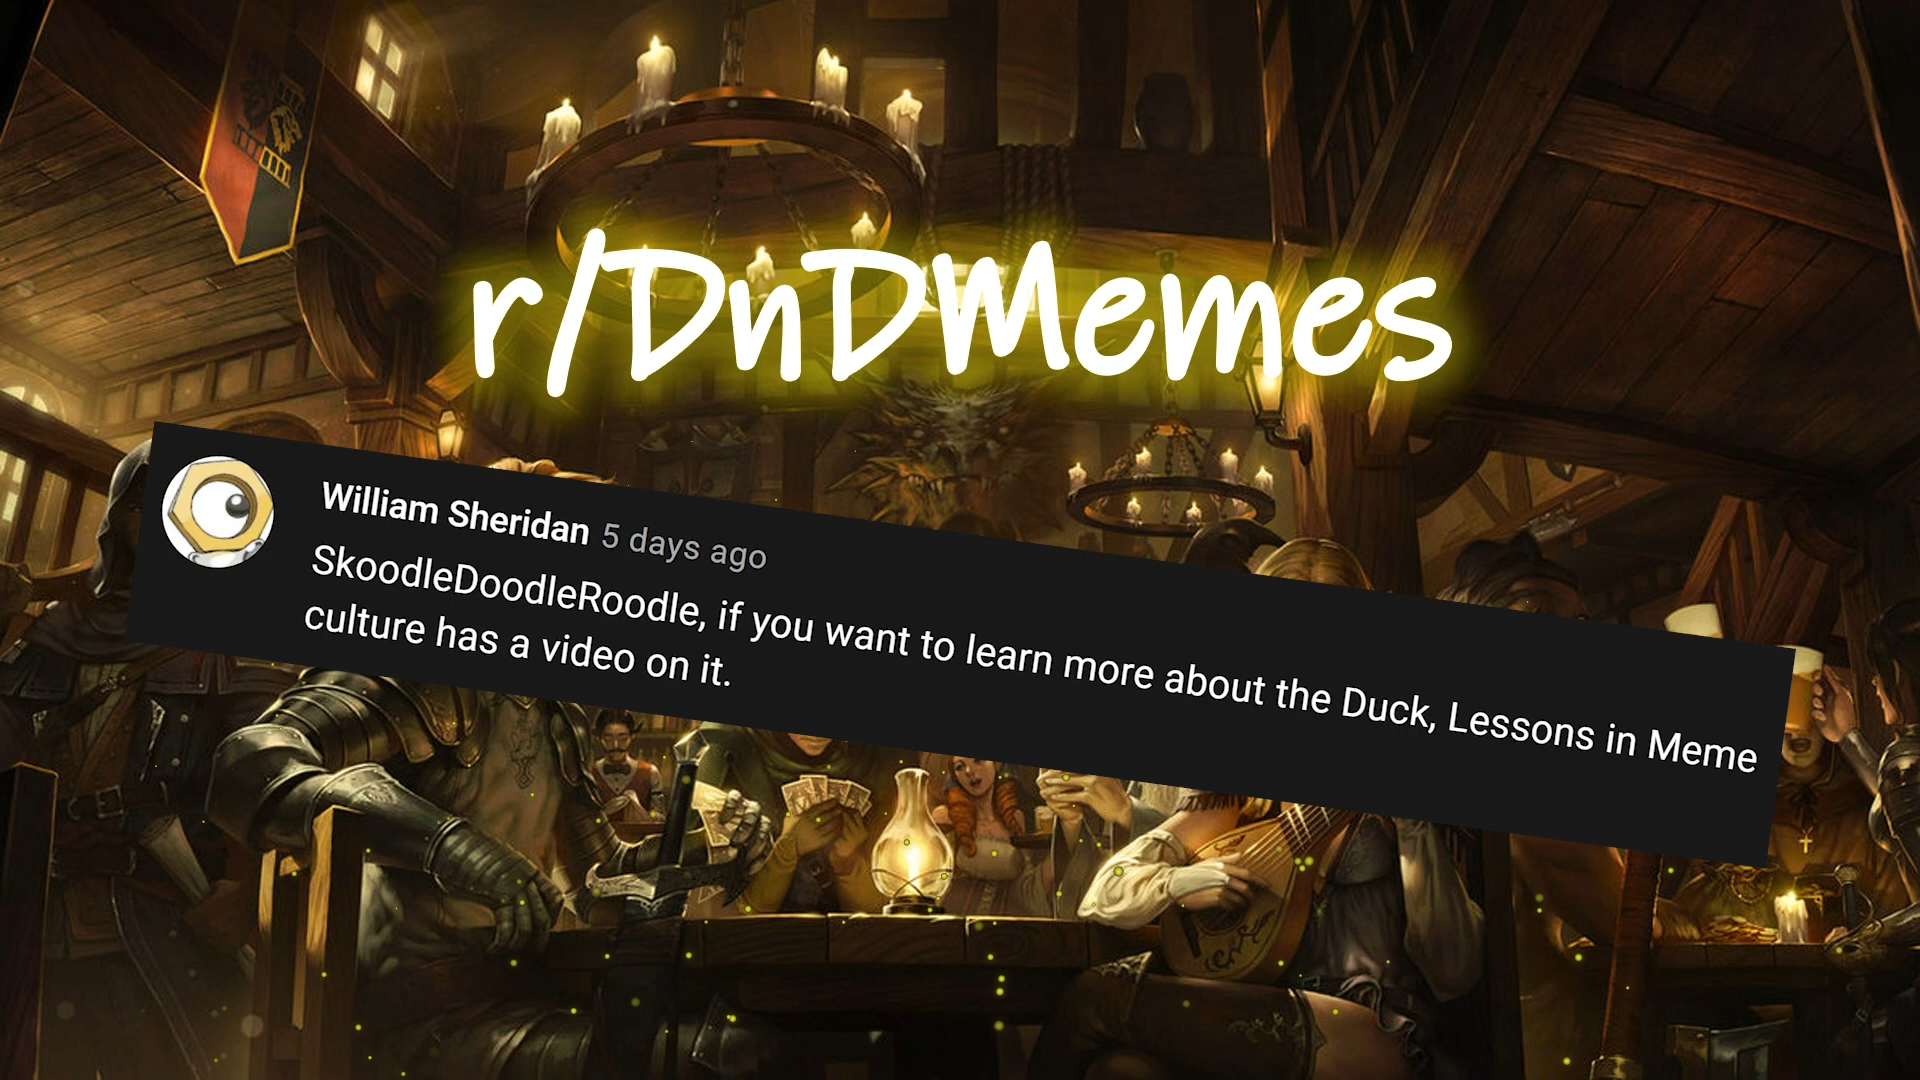 r/DnDMemes
William Sheridan 5 days ago
SkoodleDoodleRoodle, if you want to learn more about the Duck, Lessons in Meme
culture has a video on it.